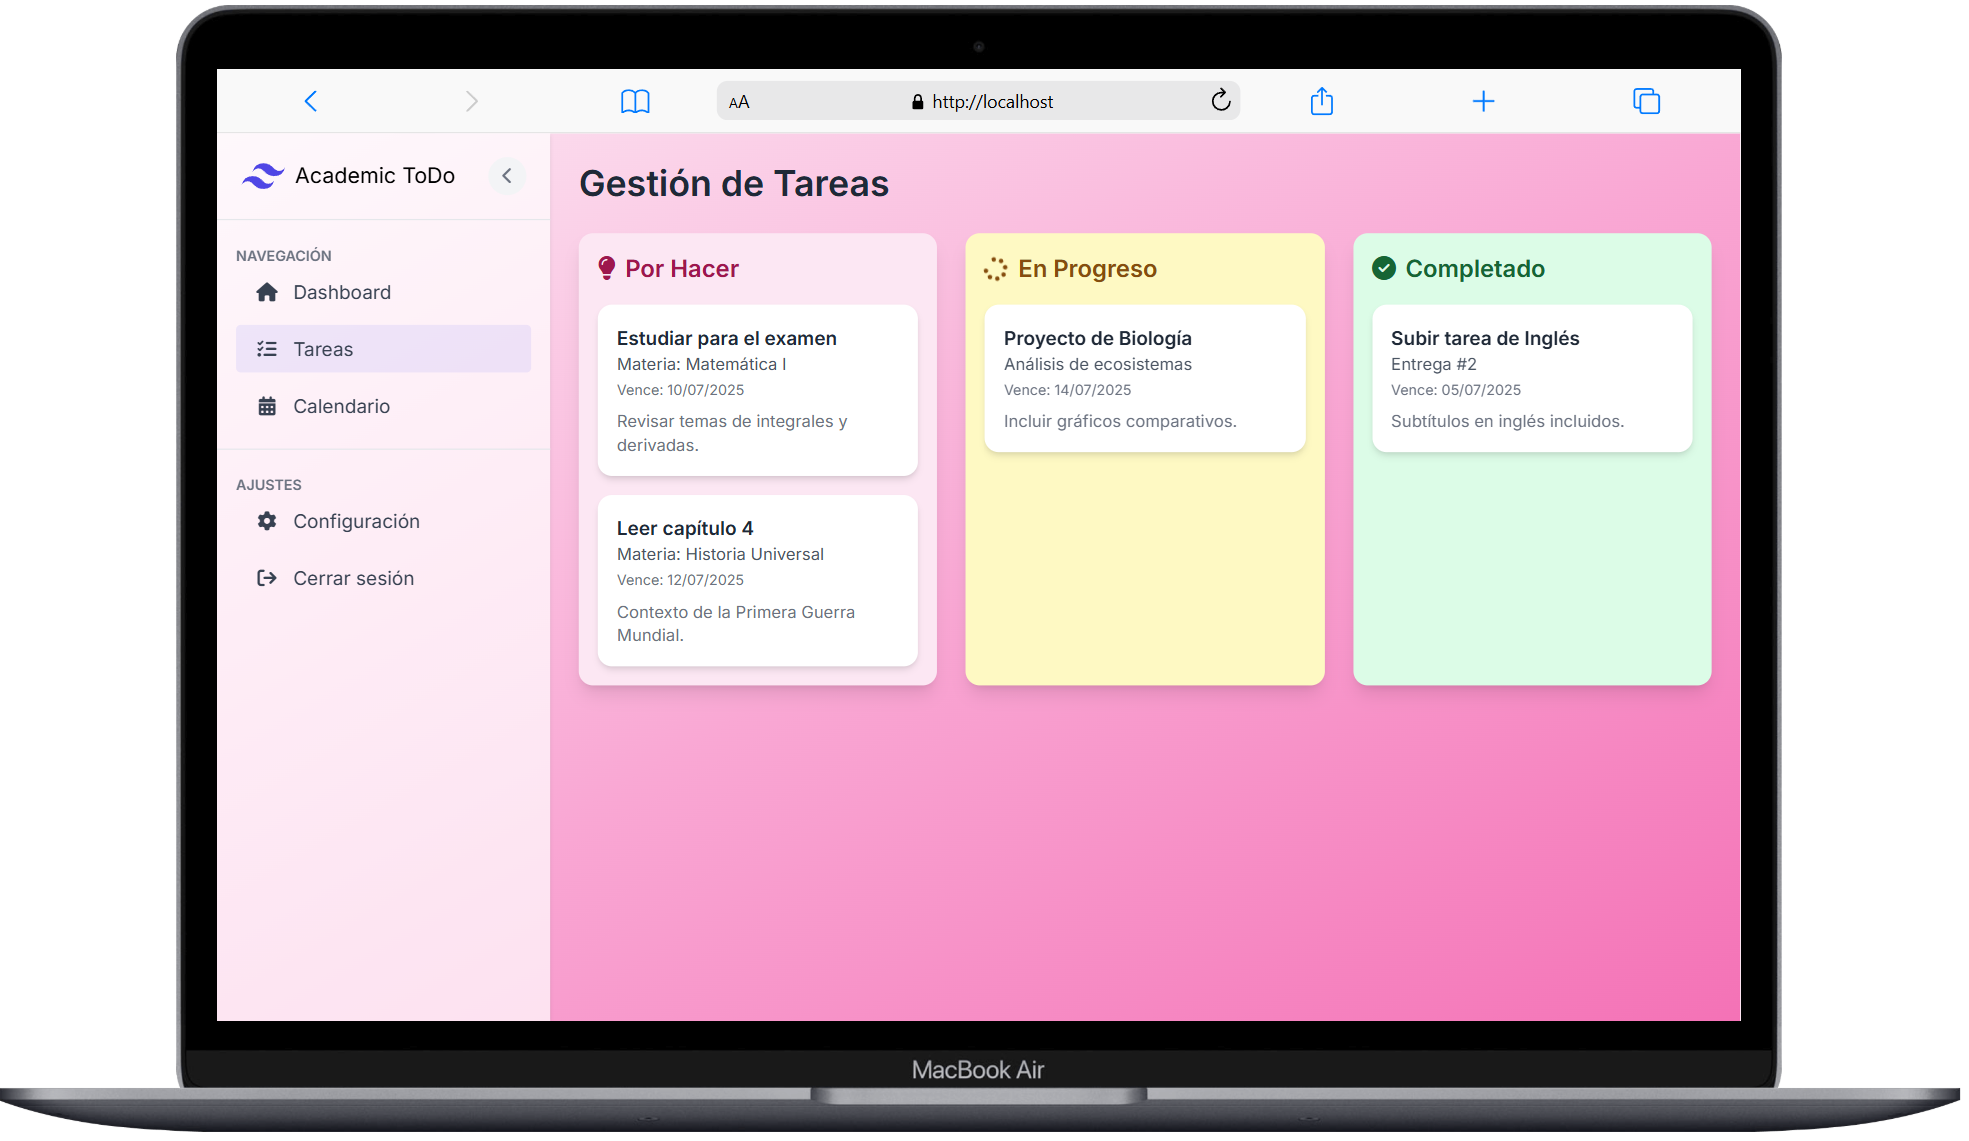 AA
http://localhost
Academic ToDo
NAVEGACIÓN
Dashboard
Tareas
Calendario
AJUSTES
Configuración
Cerrar sesión
Gestión de Tareas
Por Hacer
Estudiar para el examen
Materia: Matemática I
Vence: 10/07/2025
Revisar temas de integrales y
derivadas.
Leer capítulo 4
Materia: Historia Universal
Vence: 12/07/2025
Contexto de la Primera Guerra
Mundial.
En Progreso
Proyecto de Biología
Análisis de ecosistemas
Vence: 14/07/2025
Incluir gráficos comparativos.
Completado
Subir tarea de Inglés
Entrega #2
Vence: 05/07/2025
Subtítulos en inglés incluidos.
MacBook Air